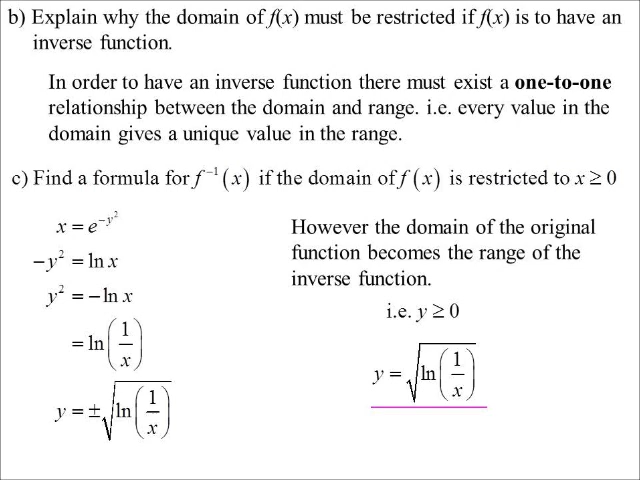 b) Explain why the domain of f(x) must be restricted if f(x) is to have an
inverse function.
In order to have an inverse function there must exist a one-to-one
relationship between the domain and range. i.e. every value in the
domain gives a unique value in the range.
c) Find a formula for f⁻¹(x) if the domain of f(x) is restricted to x ≥ 0
x = e^(-y²)
-y² = ln x
y² = -ln x
= ln(1/x)
y = ±√(ln(1/x))
However the domain of the original
function becomes the range of the
inverse function.
i.e. y ≥ 0
y = √(ln(1/x))